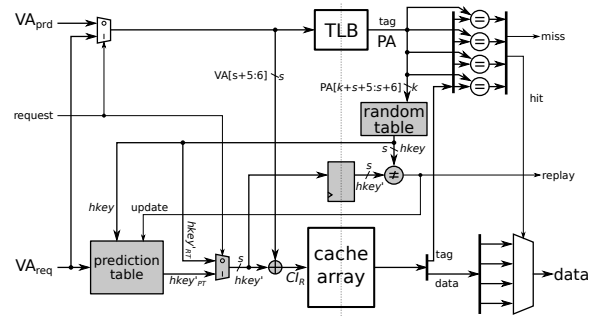 VAprd
0
1
TLB
tag
PA
=
=
=
=
miss
VA[s+5:6]
s
PA[k+s+5:s+6]
k
hit
request
random
table
s
hkey
≠
s
hkey'
replay
hkey
update
hkey'RT
VAreq
prediction
table
hkey'PT
0
1
s
hkey'
CIR
cache
array
tag
data
data